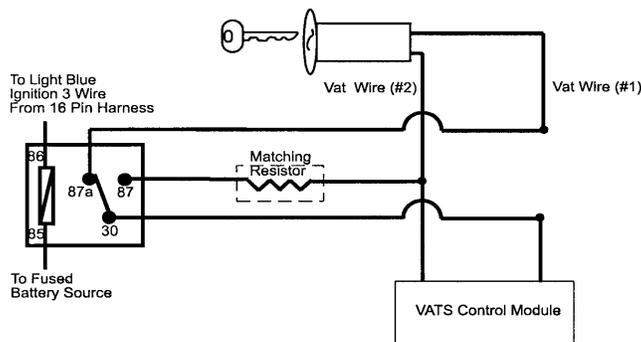 To Light Blue
Ignition 3 Wire
From 16 Pin Harness
Vat Wire (#2)
Vat Wire (#1)
86
87a
87
Matching
Resistor
85
30
To Fused
Battery Source
VATS Control Module